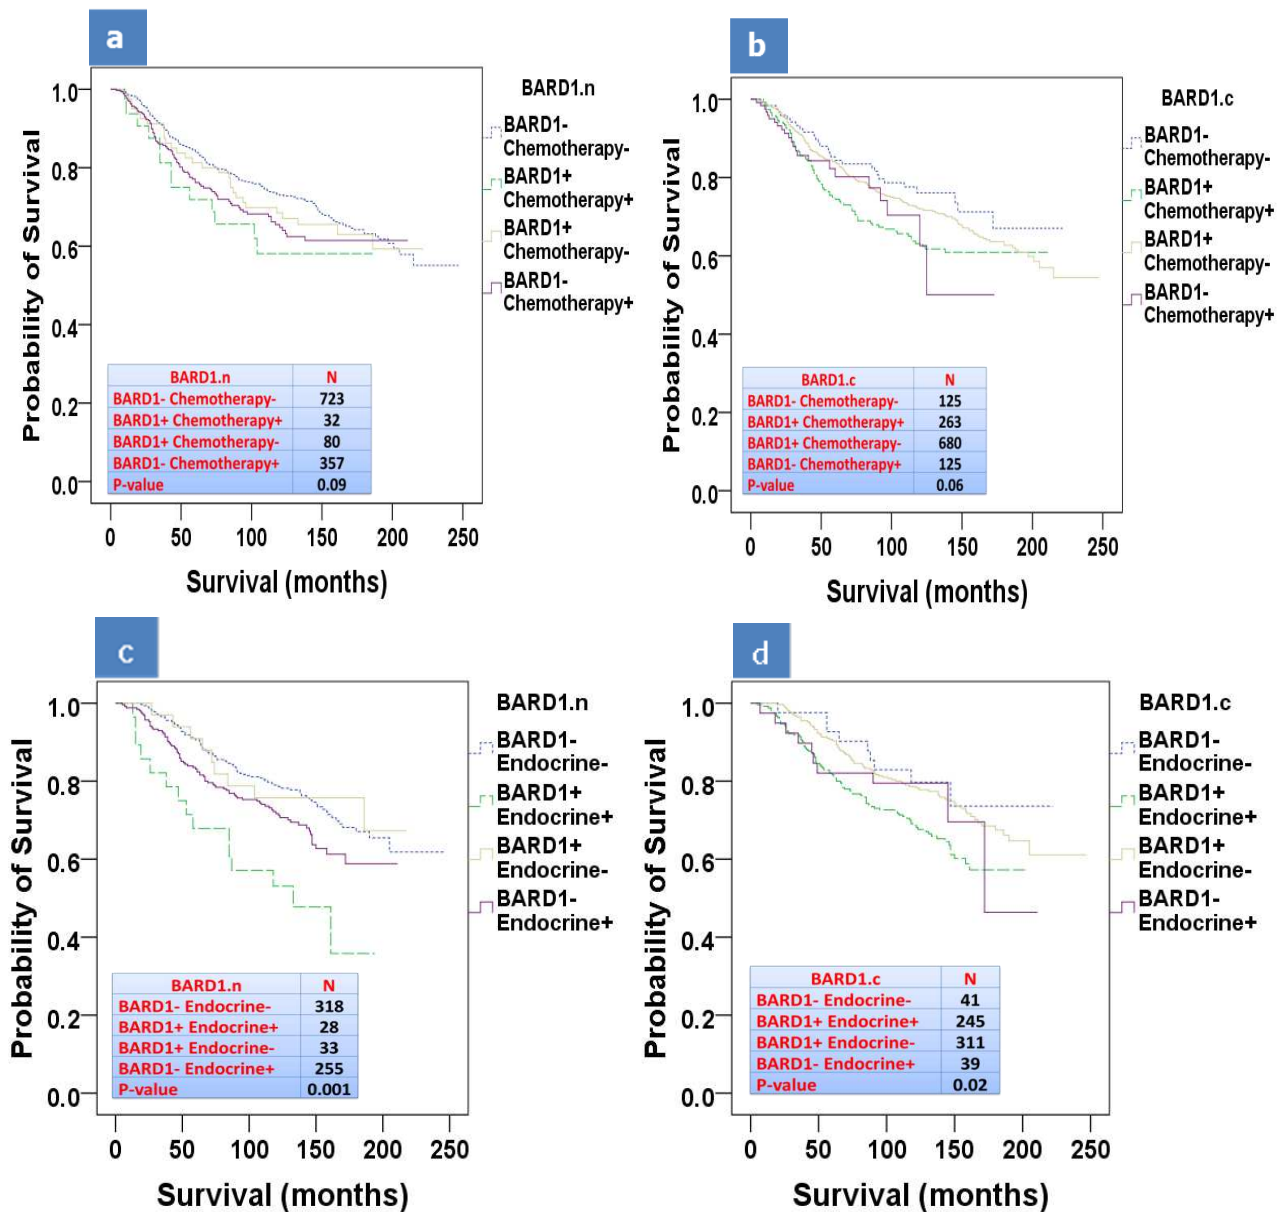 a
Probability of Survival
1.0
0.8
0.6
0.4
0.2
0.0
BARD1.n
BARD1-
Chemotherapy-
BARD1+
Chemotherapy+
BARD1+
Chemotherapy-
BARD1-
Chemotherapy+
BARD1.n N
BARD1- Chemotherapy- 723
BARD1+ Chemotherapy+ 32
BARD1+ Chemotherapy- 80
BARD1- Chemotherapy+ 357
P-value 0.09
0 50 100 150 200 250
Survival (months)
b
Probability of Survival
1.0
0.8
0.6
0.4
0.2
0.0
BARD1.c
BARD1-
Chemotherapy-
BARD1+
Chemotherapy+
BARD1+
Chemotherapy-
BARD1-
Chemotherapy+
BARD1.c N
BARD1- Chemotherapy- 125
BARD1+ Chemotherapy+ 263
BARD1+ Chemotherapy- 680
BARD1- Chemotherapy+ 125
P-value 0.06
0 50 100 150 200 250
Survival (months)
c
Probability of Survival
1.0
0.8
0.6
0.4
0.2
0.0
BARD1.n
BARD1-
Endocrine-
BARD1+
Endocrine+
BARD1+
Endocrine-
BARD1-
Endocrine+
BARD1.n N
BARD1- Endocrine- 318
BARD1+ Endocrine+ 28
BARD1+ Endocrine- 33
BARD1- Endocrine+ 255
P-value 0.001
0 50 100 150 200 250
Survival (months)
d
Probability of Survival
1.0
0.8
0.6
0.4
0.2
0.0
BARD1.c
BARD1-
Endocrine-
BARD1+
Endocrine+
BARD1+
Endocrine-
BARD1-
Endocrine+
BARD1.c N
BARD1- Endocrine- 41
BARD1+ Endocrine+ 245
BARD1+ Endocrine- 311
BARD1- Endocrine+ 39
P-value 0.02
0 50 100 150 200 250
Survival (months)